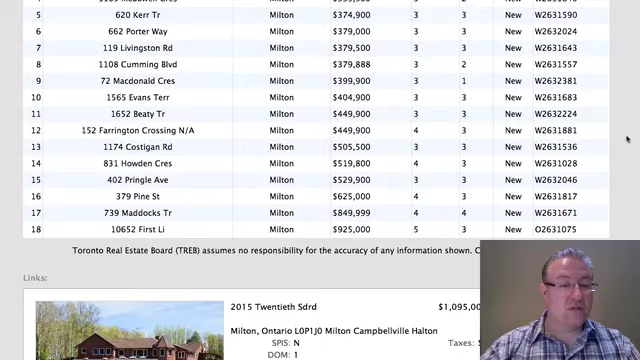 5 620 Kerr Tr Milton $374,900 3 3 New W2631590
6 662 Porter Way Milton $379,500 3 3 New W2632024
7 119 Livingston Rd Milton $379,500 3 3 New W2631643
8 1108 Cumming Blvd Milton $379,888 3 2 New W2631557
9 72 Macdonald Cres Milton $399,900 3 1 New W2632381
10 1565 Evans Terr Milton $404,900 3 3 New W2631683
11 1652 Beaty Tr Milton $449,900 3 3 New W2632224
12 152 Farrington Crossing N/A Milton $449,900 4 3 New W2631881
13 1174 Costigan Rd Milton $505,500 3 3 New W2631536
14 831 Howden Cres Milton $519,800 4 3 New W2631028
15 402 Pringle Ave Milton $529,900 3 3 New W2632046
16 379 Pine St Milton $625,000 4 3 New W2631817
17 739 Maddocks Tr Milton $849,999 4 4 New W2631671
18 10652 First Li Milton $925,000 5 3 New O2631075
Toronto Real Estate Board (TREB) assumes no responsibility for the accuracy of any information shown.
Links:
2015 Twentieth Sdrd $1,095,00
Milton, Ontario L0P1J0 Milton Campbellville Halton
SPIS: N Taxes:
DOM: 1